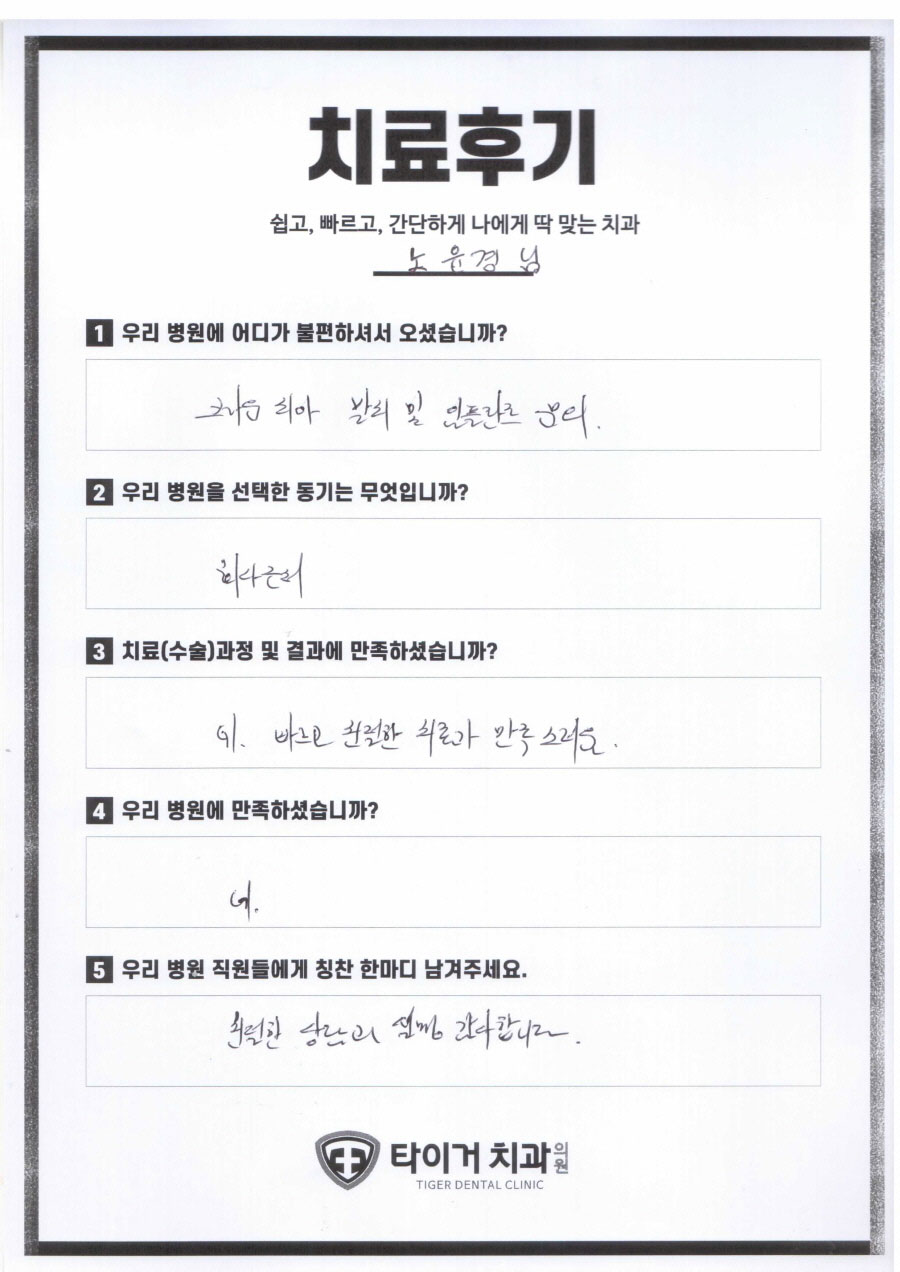 치료후기
쉽고, 빠르고, 간단하게 나에게 딱 맞는 치과
노윤경 님
1 우리 병원에 어디가 불편하셔서 오셨습니까?
크라운 치아 발치 및 임플란트 문의.
2 우리 병원을 선택한 동기는 무엇입니까?
회사근처
3 치료(수술)과정 및 결과에 만족하셨습니까?
네. 빠르고 친절한 치료가 만족스러움.
4 우리 병원에 만족하셨습니까?
네.
5 우리 병원 직원들에게 칭찬 한마디 남겨주세요.
친절한 상담과 설명 감사합니다.
타이거 치과의원
TIGER DENTAL CLINIC